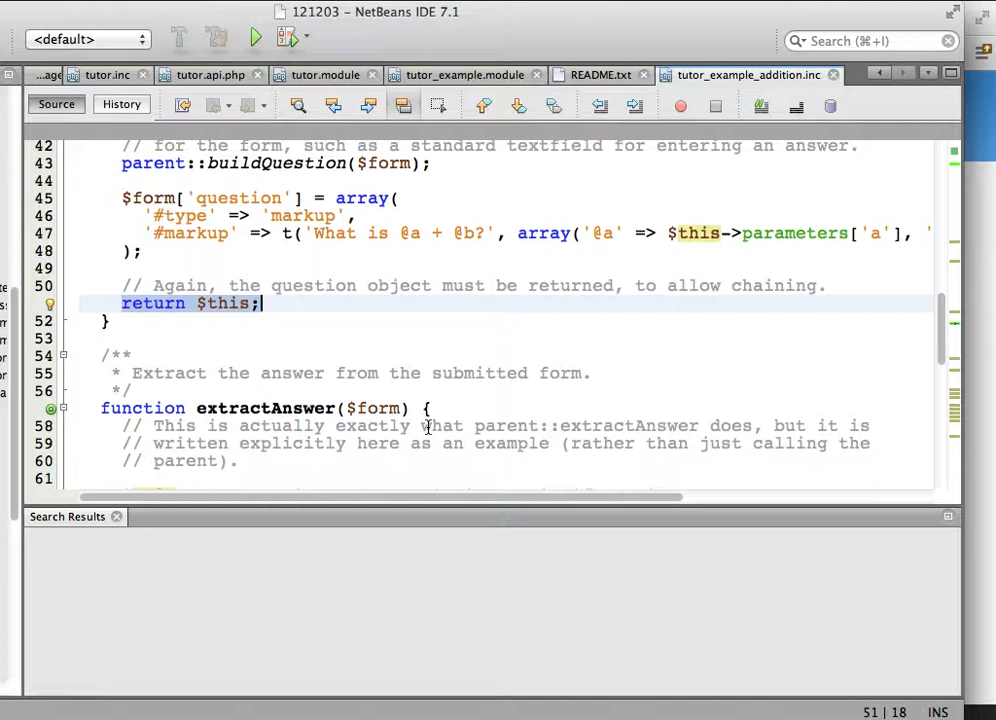 121203 – NetBeans IDE 7.1
<default>
Search (⌘+I)
...age
tutor.inc
tutor.api.php
tutor.module
tutor_example.module
README.txt
tutor_example_addition.inc
Source
History
42 // for the form, such as a standard textfield for entering an answer.
43 parent::buildQuestion($form);
44
45 $form['question'] = array(
46 '#type' => 'markup',
47 '#markup' => t('What is @a + @b?', array('@a' => $this->parameters['a'], '
48 );
49
50 // Again, the question object must be returned, to allow chaining.
return $this;
52 }
53
54 /**
55 * Extract the answer from the submitted form.
56 */
function extractAnswer($form) {
58 // This is actually exactly what parent::extractAnswer does, but it is
59 // written explicitly here as an example (rather than just calling the
60 // parent).
61
Search Results
51 | 18
INS